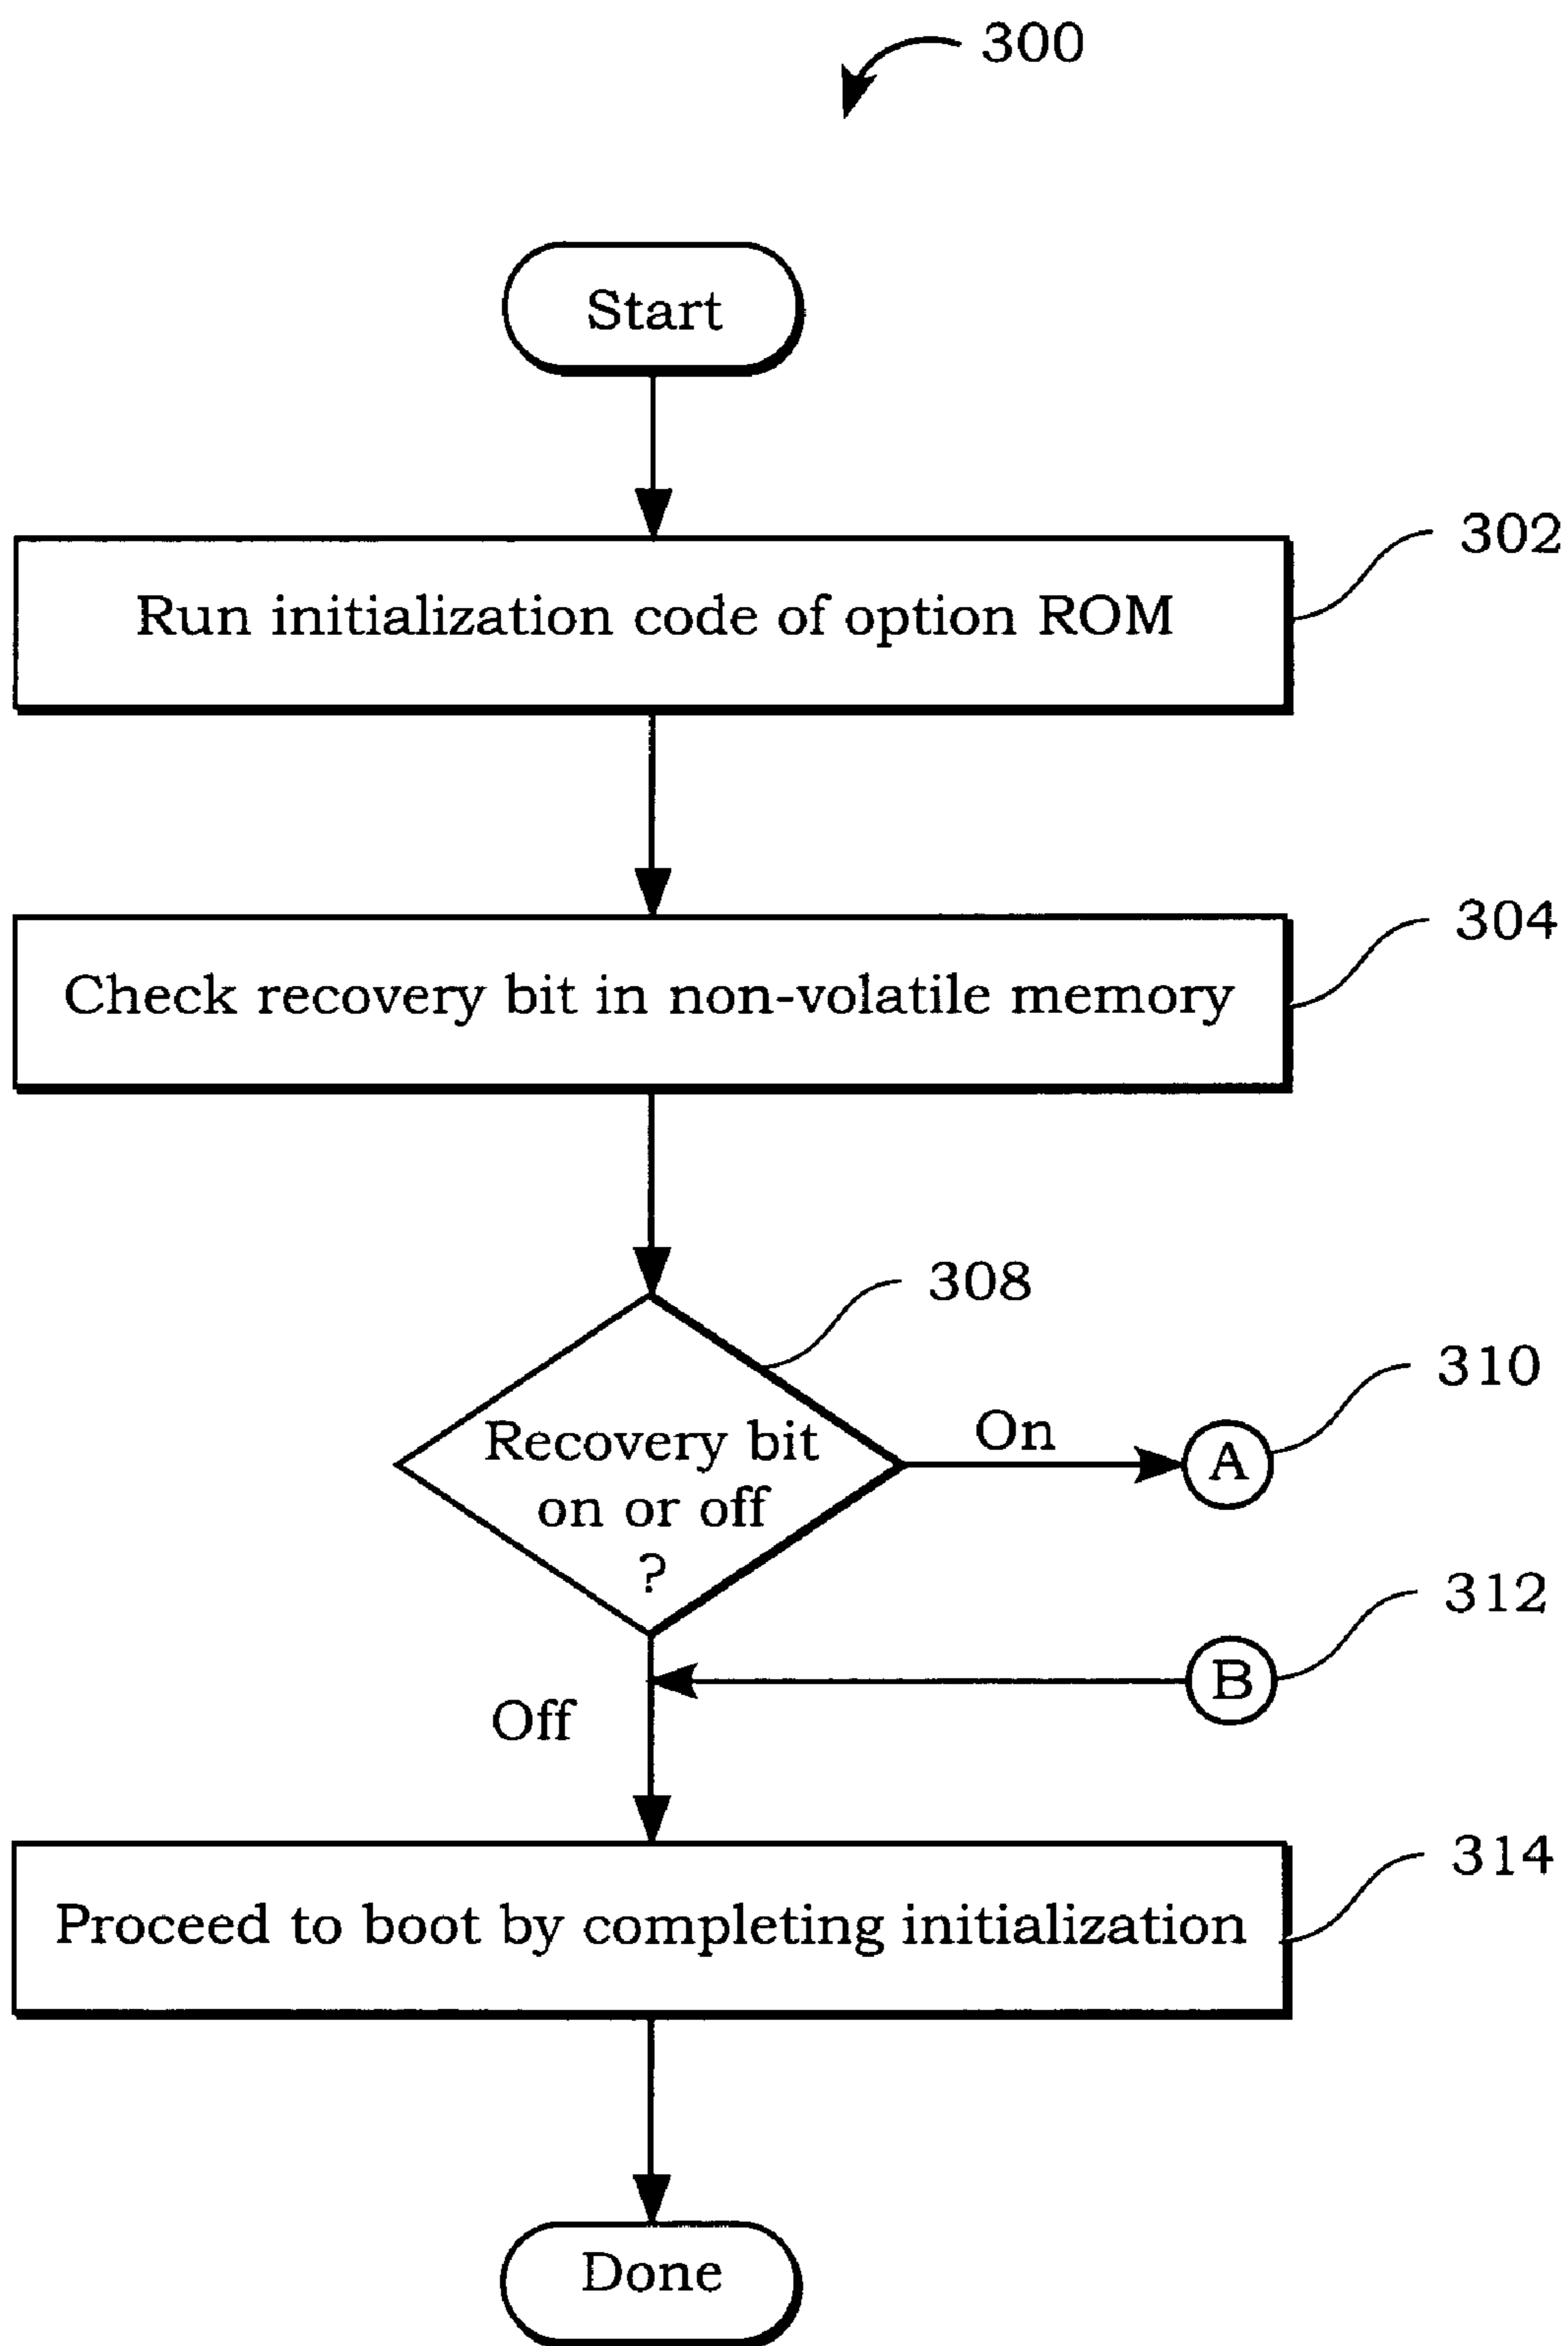 300
Start
302
Run initialization code of option ROM
304
Check recovery bit in non-volatile memory
308
310
Recovery bit
on or off
?
On
A
312
B
Off
314
Proceed to boot by completing initialization
Done